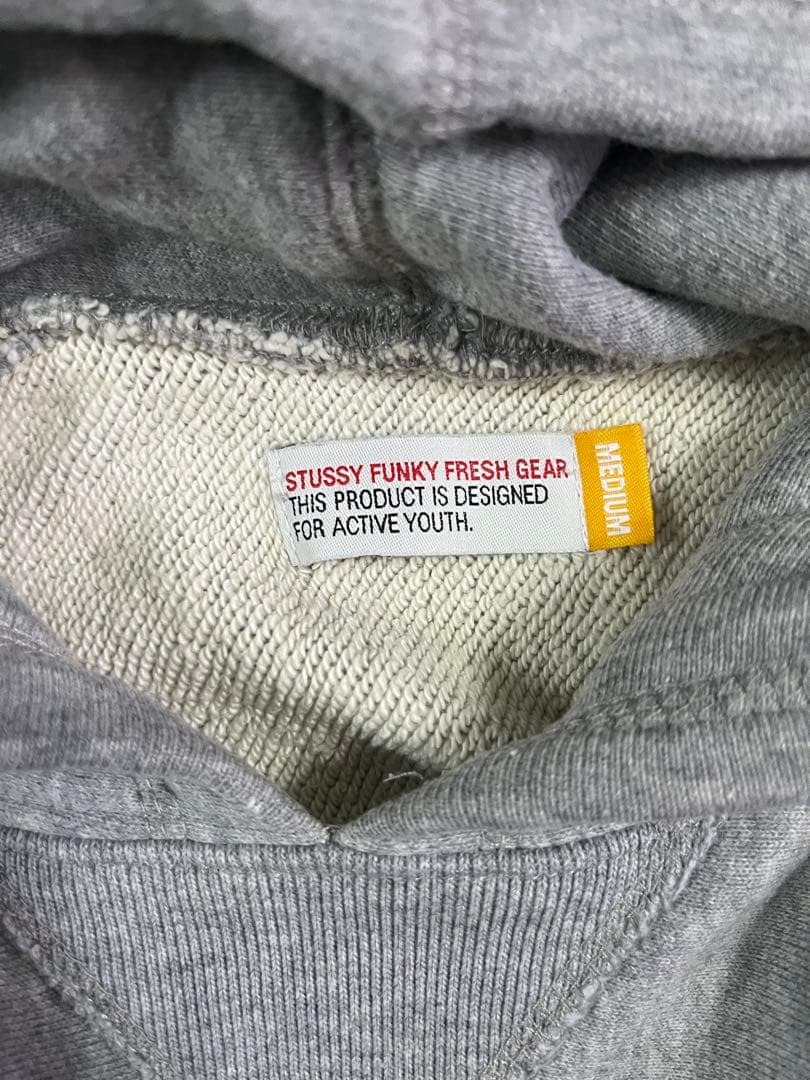 STUSSY FUNKY FRESH GEAR
THIS PRODUCT IS DESIGNED
FOR ACTIVE YOUTH.
MEDIUM